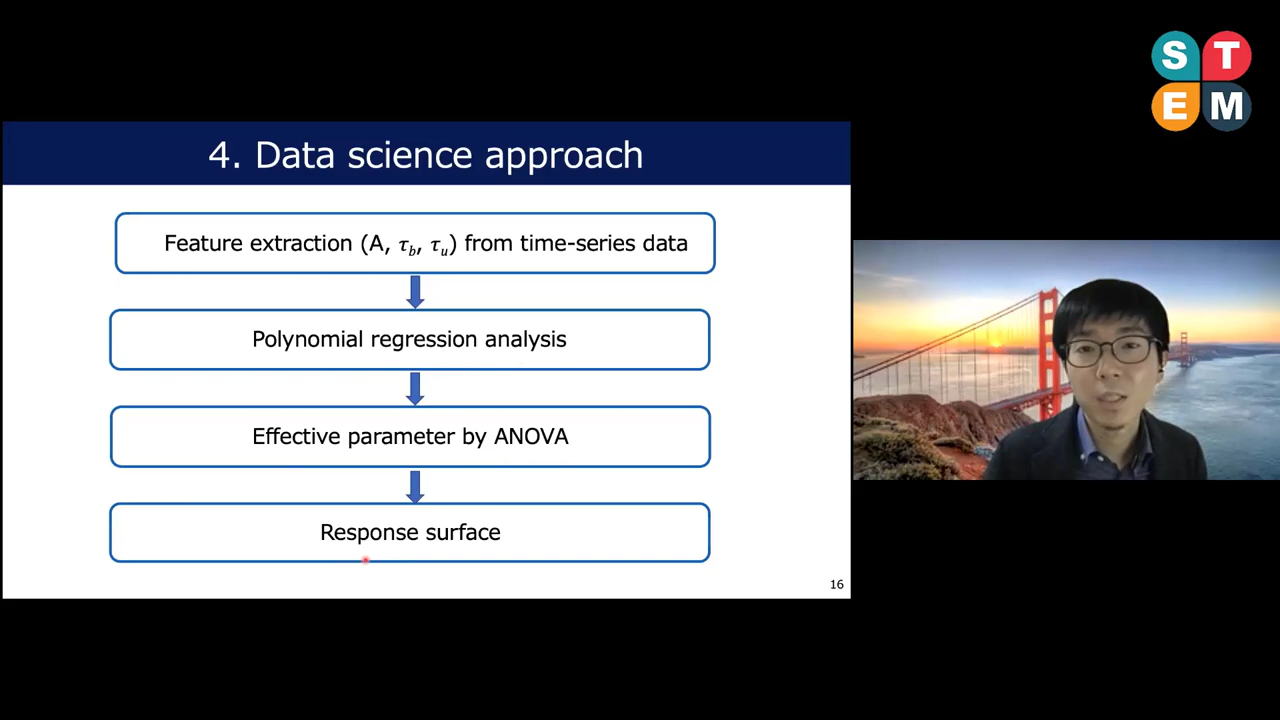 S T
E M
4. Data science approach
Feature extraction (A, τb, τu) from time-series data
Polynomial regression analysis
Effective parameter by ANOVA
Response surface
16